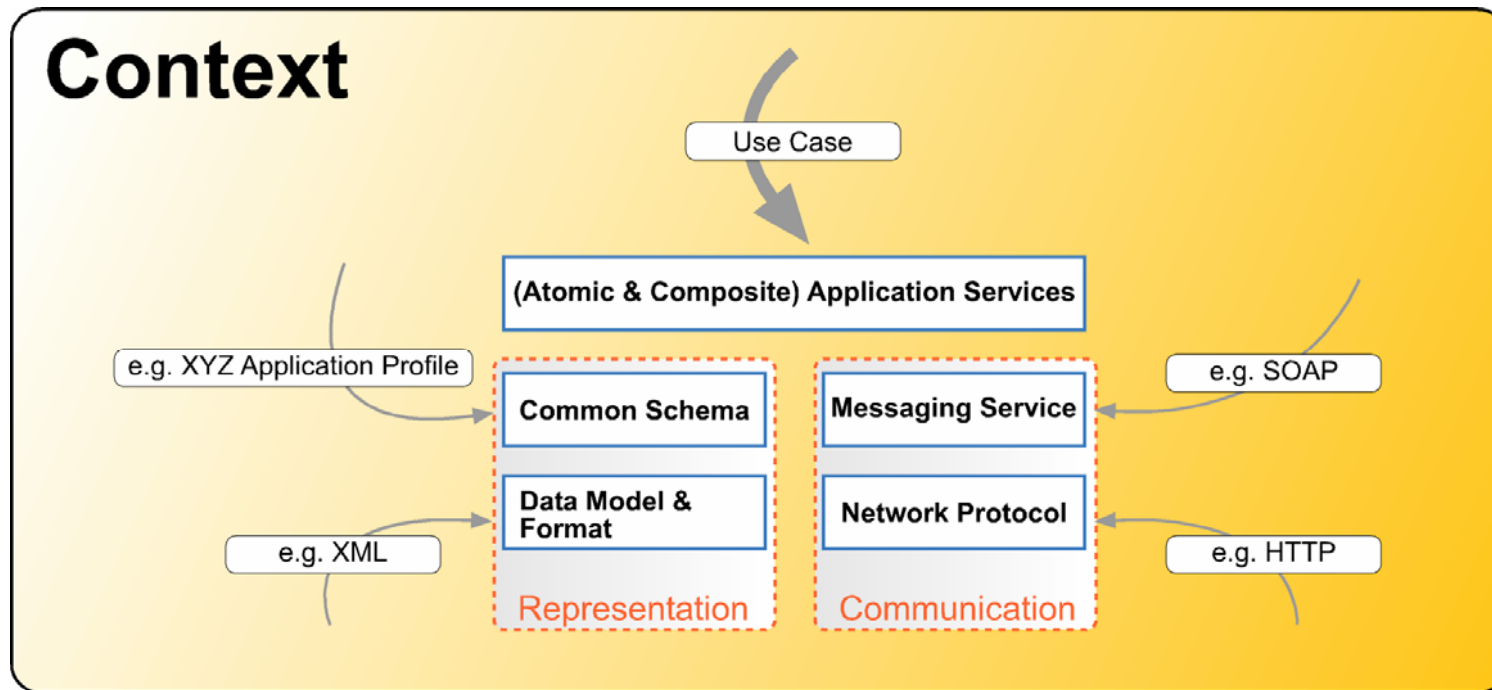 Context
Use Case
(Atomic & Composite) Application Services
e.g. XYZ Application Profile
Common Schema
Messaging Service
e.g. SOAP
Data Model &
Format
Network Protocol
e.g. XML
e.g. HTTP
Representation
Communication